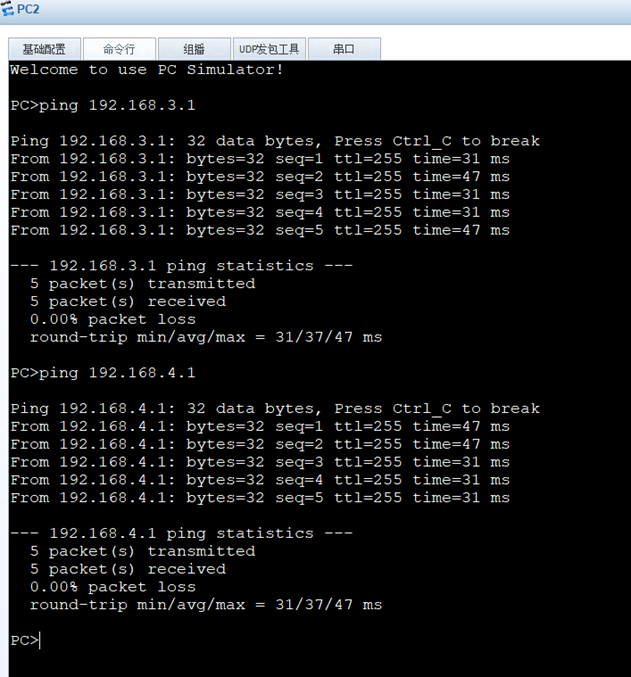 PC2
基础配置 命令行 组播 UDP发包工具 串口
Welcome to use PC Simulator!
PC>ping 192.168.3.1
Ping 192.168.3.1: 32 data bytes, Press Ctrl_C to break
From 192.168.3.1: bytes=32 seq=1 ttl=255 time=31 ms
From 192.168.3.1: bytes=32 seq=2 ttl=255 time=47 ms
From 192.168.3.1: bytes=32 seq=3 ttl=255 time=31 ms
From 192.168.3.1: bytes=32 seq=4 ttl=255 time=31 ms
From 192.168.3.1: bytes=32 seq=5 ttl=255 time=47 ms
--- 192.168.3.1 ping statistics ---
5 packet(s) transmitted
5 packet(s) received
0.00% packet loss
round-trip min/avg/max = 31/37/47 ms
PC>ping 192.168.4.1
Ping 192.168.4.1: 32 data bytes, Press Ctrl_C to break
From 192.168.4.1: bytes=32 seq=1 ttl=255 time=47 ms
From 192.168.4.1: bytes=32 seq=2 ttl=255 time=47 ms
From 192.168.4.1: bytes=32 seq=3 ttl=255 time=31 ms
From 192.168.4.1: bytes=32 seq=4 ttl=255 time=31 ms
From 192.168.4.1: bytes=32 seq=5 ttl=255 time=31 ms
--- 192.168.4.1 ping statistics ---
5 packet(s) transmitted
5 packet(s) received
0.00% packet loss
round-trip min/avg/max = 31/37/47 ms
PC>